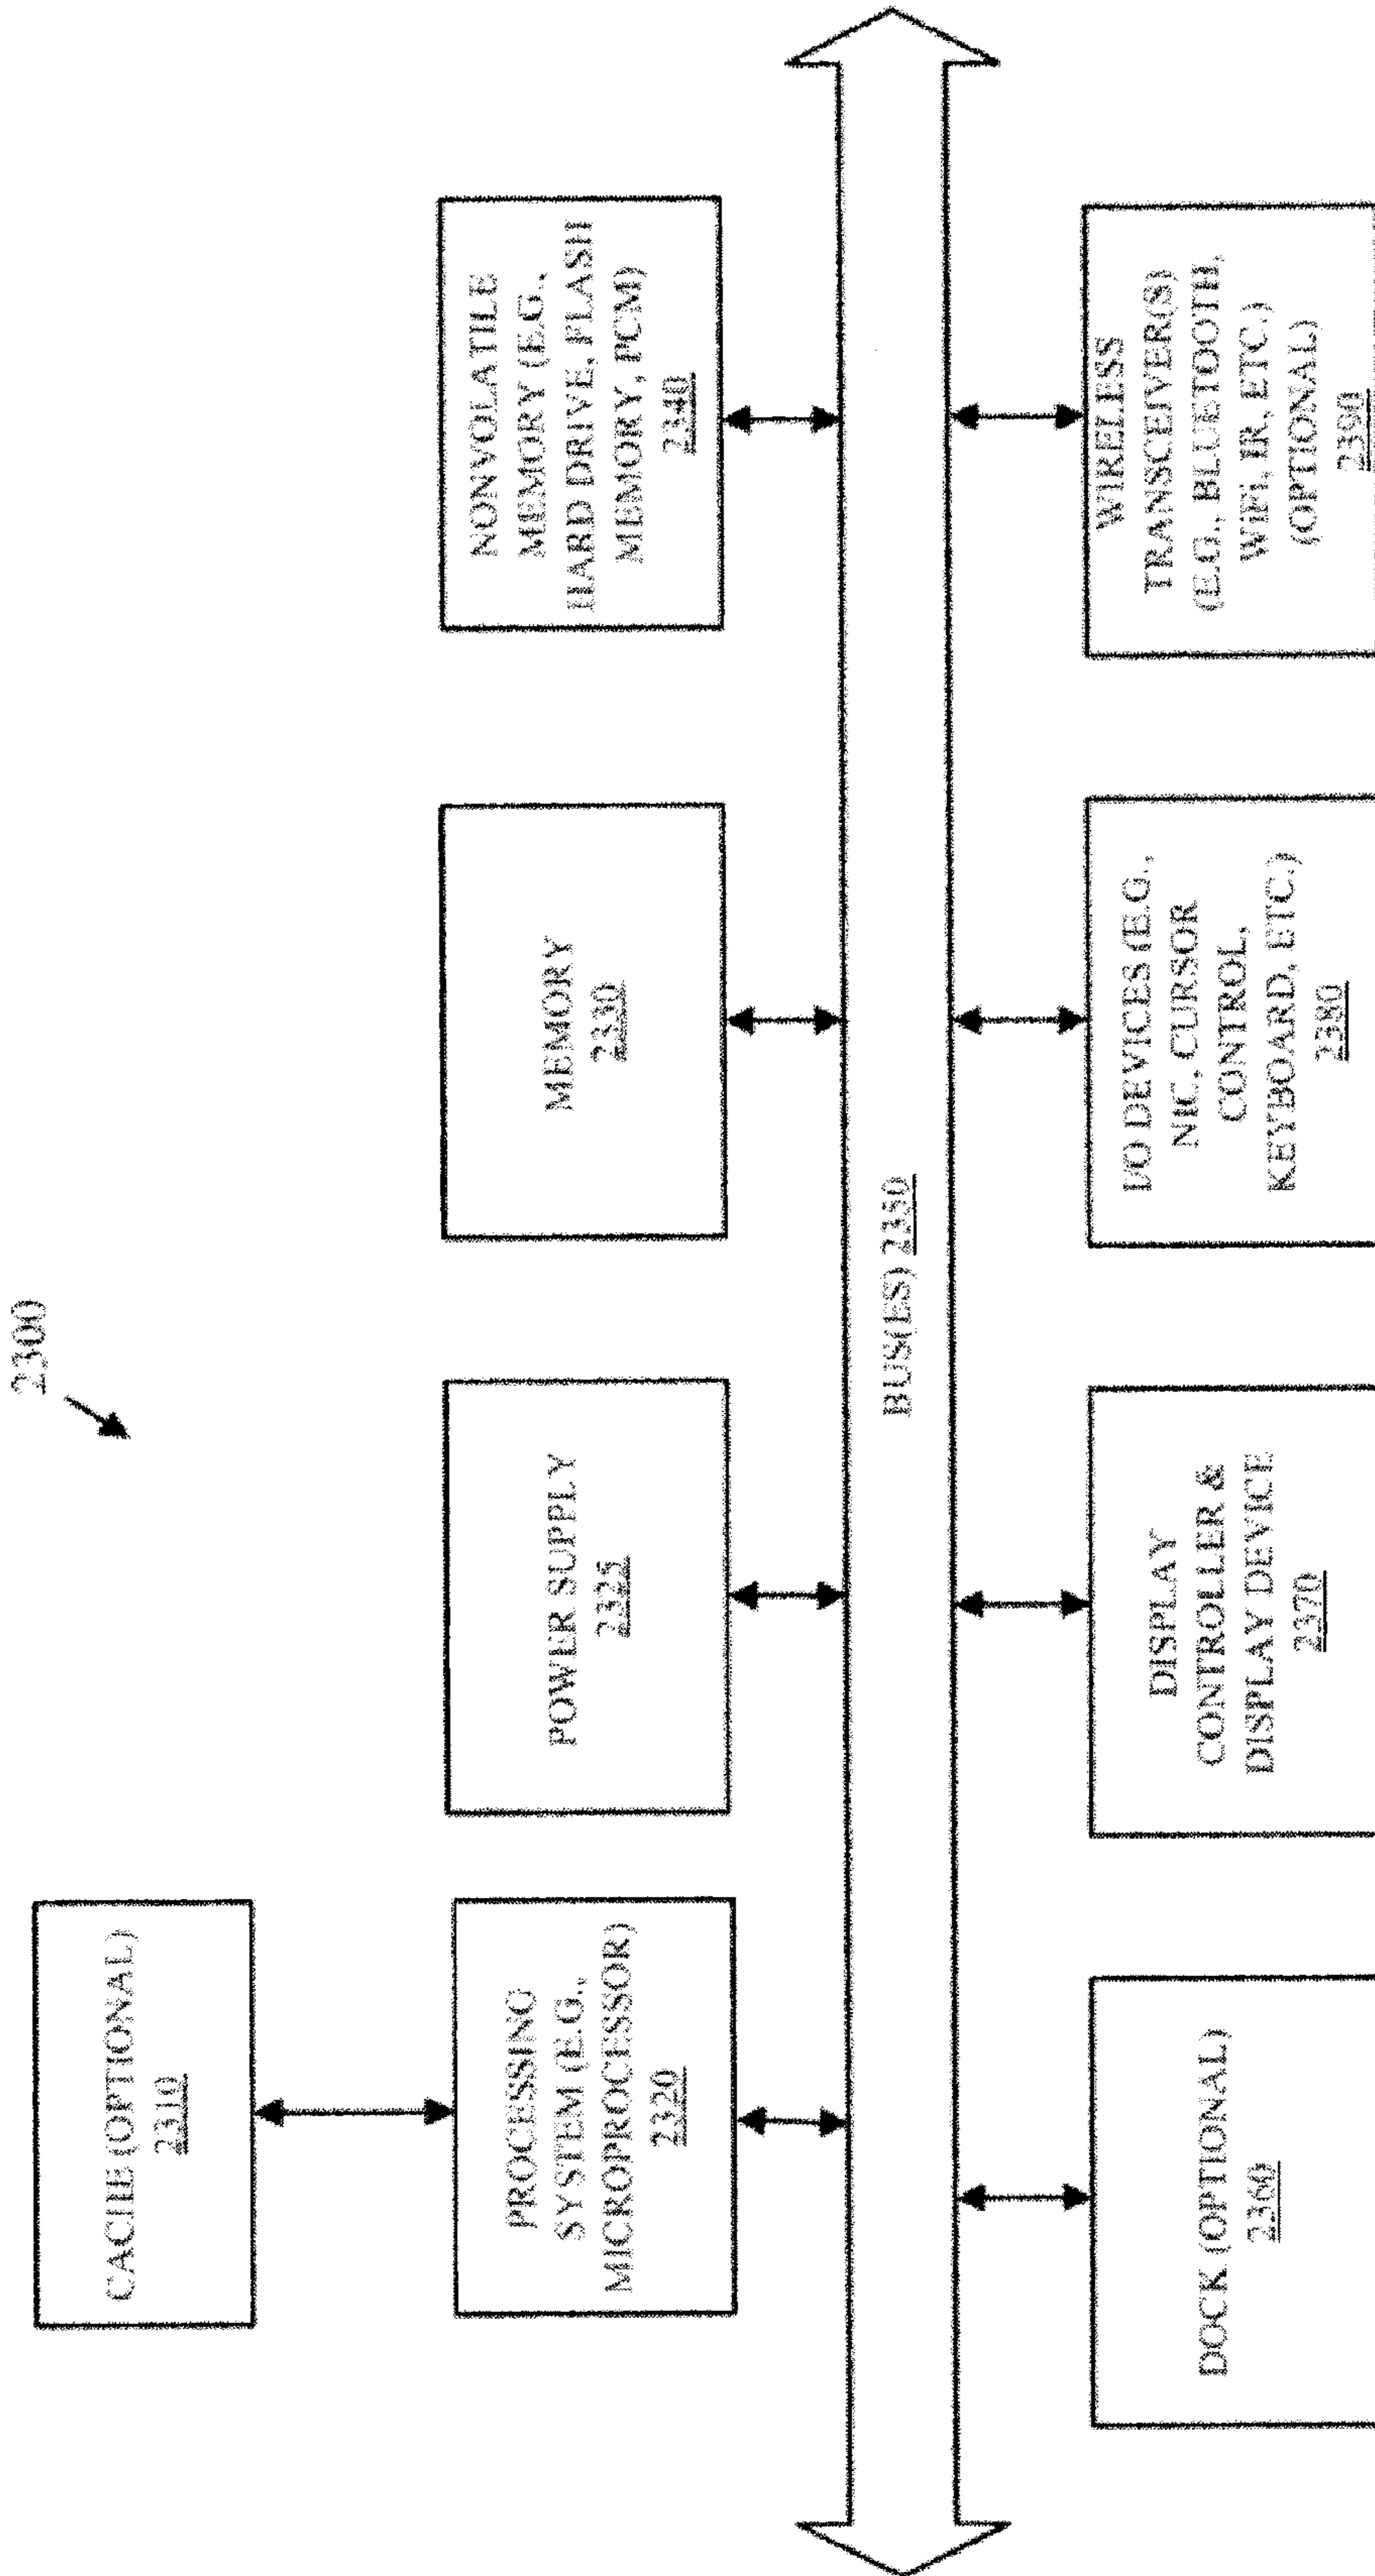 2300
CACHE (OPTIONAL)
2310
PROCESSING
SYSTEM (E.G.,
MICROPROCESSOR)
2320
POWER SUPPLY
2325
MEMORY
2330
NONVOLATILE
MEMORY (E.G.,
HARD DRIVE, FLASH
MEMORY, PCM)
2340
BUS(ES) 2350
DOCK (OPTIONAL)
2360
DISPLAY
CONTROLLER &
DISPLAY DEVICE
2370
I/O DEVICES (E.G.,
NIC, CURSOR
CONTROL,
KEYBOARD, ETC.)
2380
WIRELESS
TRANSCEIVER(S)
(E.G., BLUETOOTH,
WiFi, IR, ETC.)
(OPTIONAL)
2390